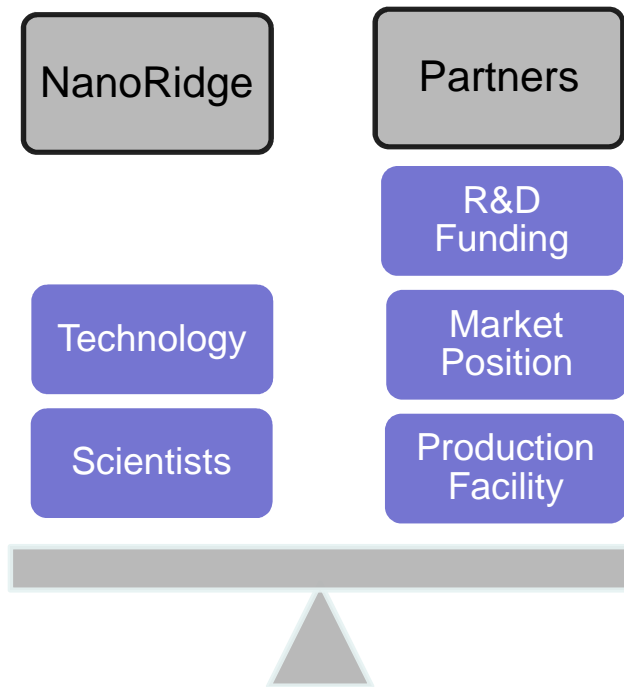 NanoRidge
Partners
R&D
Funding
Technology
Market
Position
Scientists
Production
Facility